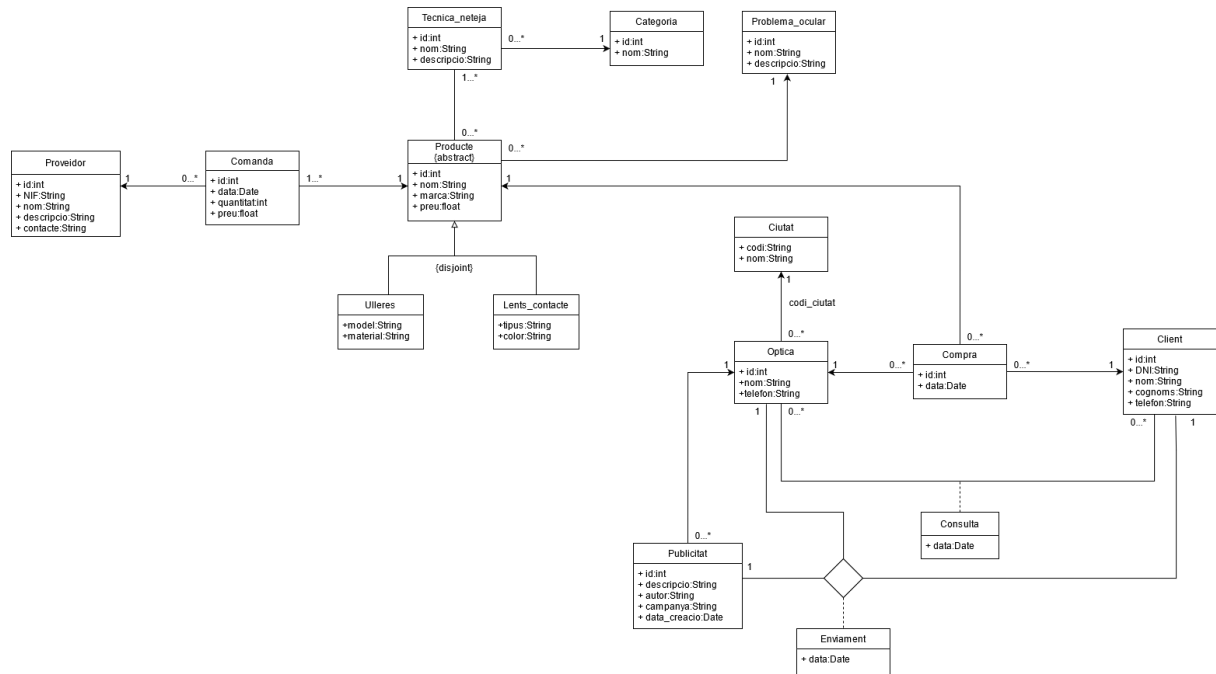 Tecnica_neteja
+ id:int
+ nom:String
+ descripcio:String
0...*
1
Categoria
+ id:int
+ nom:String
Problema_ocular
+ id:int
+ nom:String
+ descripcio:String
1...*
1
0...*
Proveidor
+ id:int
+ NIF:String
+ nom:String
+ descripcio:String
+ contacte:String
1
0...*
Comanda
+ id:int
+ data:Date
+ quantitat:int
+ preu:float
1...*
1
Producte
{abstract}
+ id:int
+ nom:String
+ marca:String
+ preu:float
0...*
1
{disjoint}
Ulleres
+model:String
+material:String
Lents_contacte
+tipus:String
+color:String
Ciutat
+ codi:String
+ nom:String
1
codi_ciutat
0...*
Optica
+ id:int
+nom:String
+telefon:String
1
1
0...*
0...*
Compra
+ id:int
+ data:Date
0...*
1
Client
+ id:int
+ DNI:String
+ nom:String
+ cognoms:String
+ telefon:String
1
0...*
0...*
1
Consulta
+ data:Date
0...*
Publicitat
+ id:int
+ descripcio:String
+ autor:String
+ campanya:String
+ data_creacio:Date
1
Enviament
+ data:Date